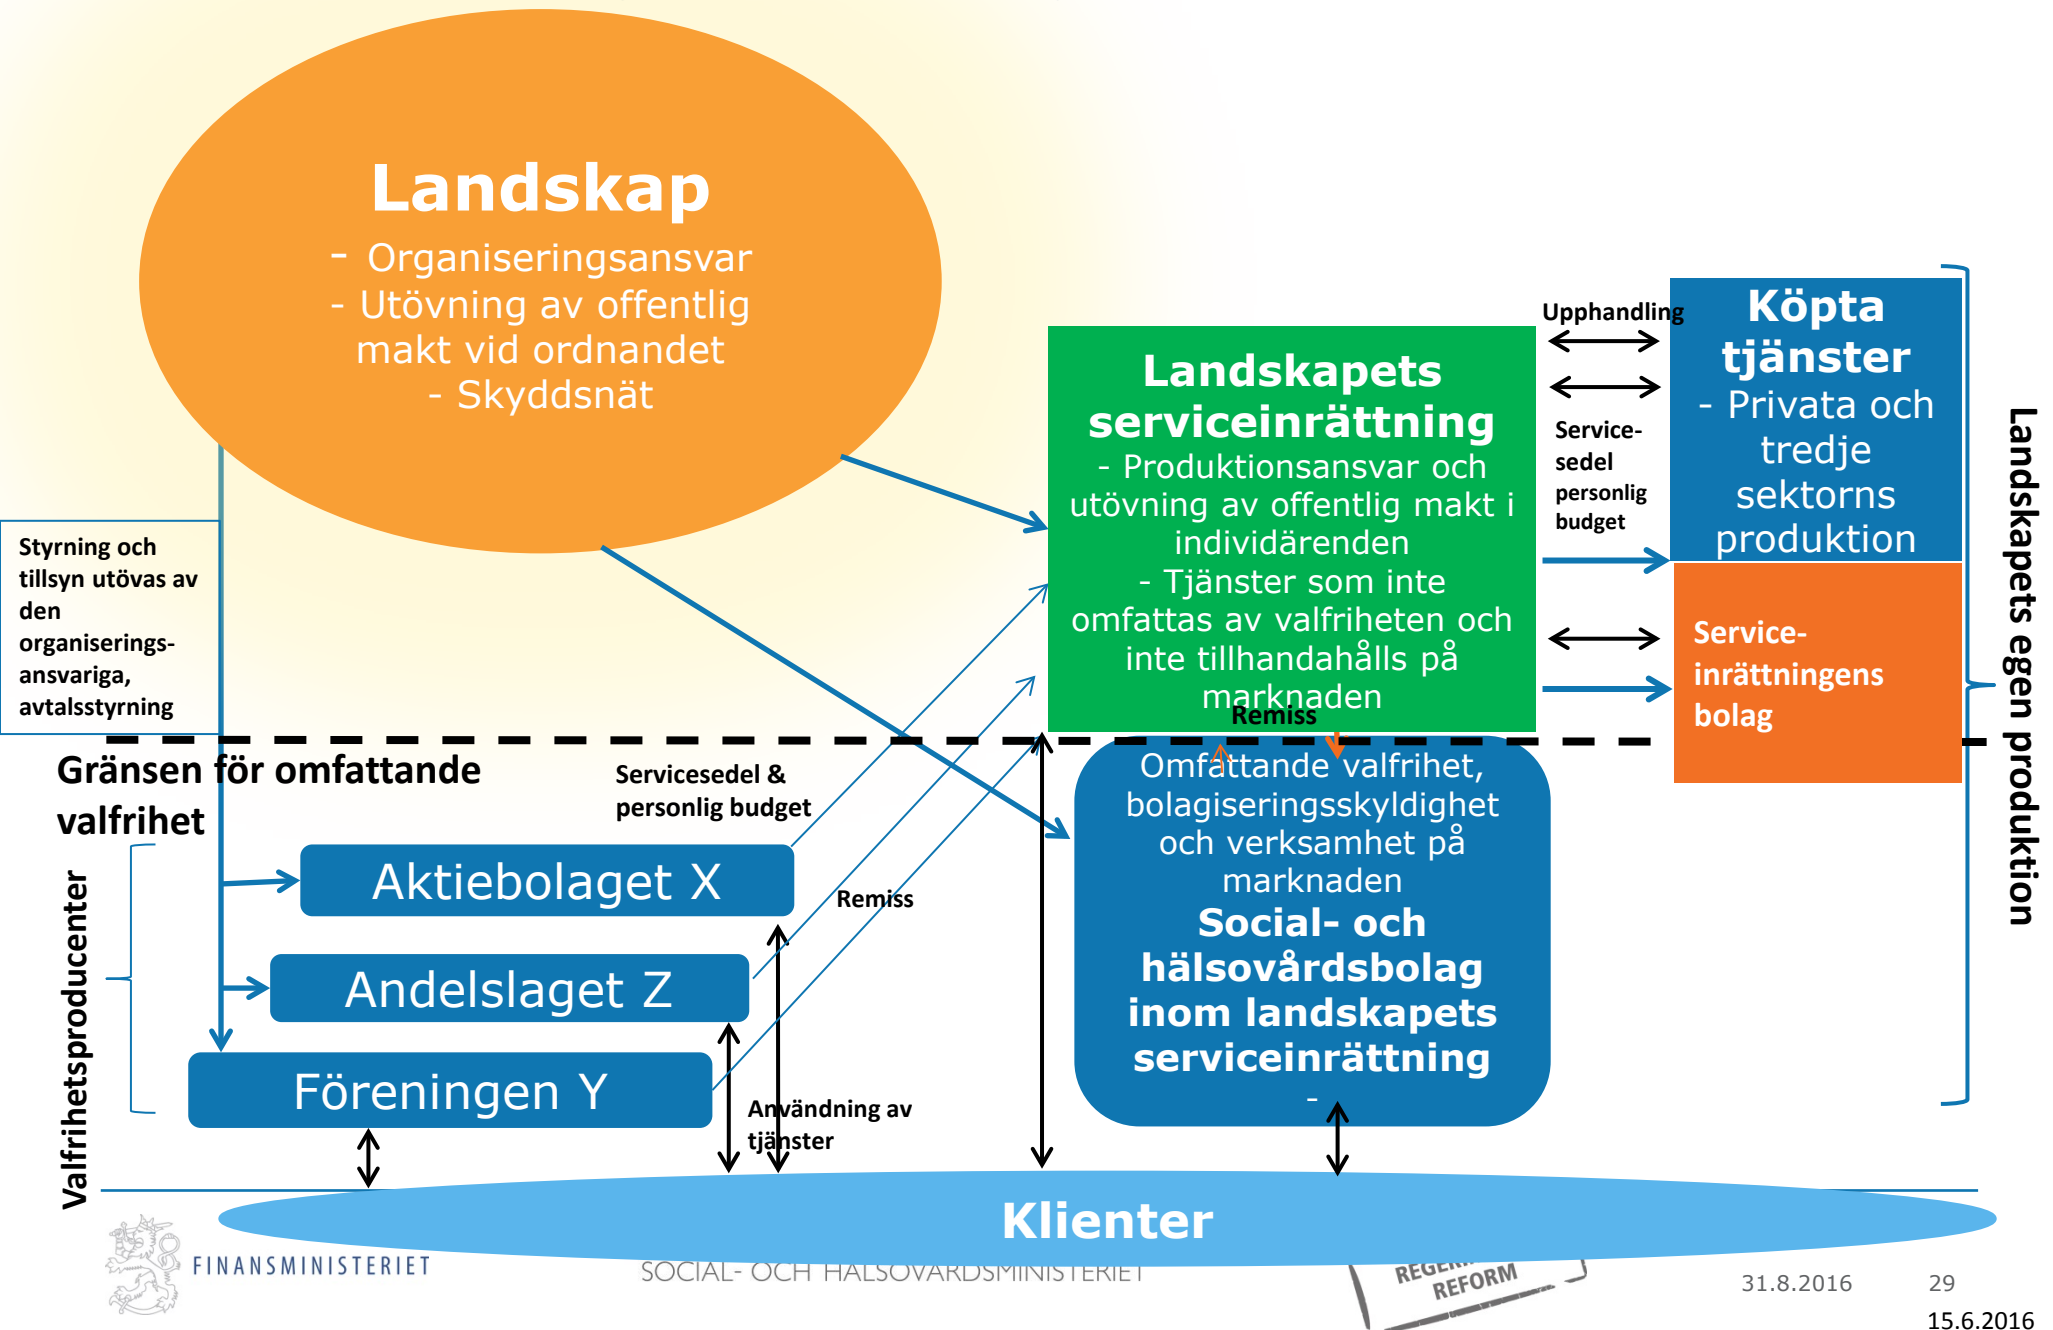 Landskap
- Organiseringsansvar
- Utövning av offentlig
makt vid ordnandet
- Skyddsnät
Styrning och
tillsyn utövas av
den
organiserings-
ansvariga,
avtalsstyrning
Landskapets
serviceinrättning
- Produktionsansvar och
utövning av offentlig makt i
individärenden
- Tjänster som inte
omfattas av valfriheten och
inte tillhandahålls på
marknaden
Remiss
Upphandling
Service-
sedel
personlig
budget
Köpta
tjänster
- Privata och
tredje
sektorns
produktion
Service-
inrättningens
bolag
Landskapets egen produktion
Gränsen för omfattande
valfrihet
Servicesedel &
personlig budget
Valfrihetsproducenter
Aktiebolaget X
Andelslaget Z
Föreningen Y
Remiss
Användning av
tjänster
Omfattande valfrihet,
bolagiseringsskyldighet
och verksamhet på
marknaden
Social- och
hälsovårdsbolag
inom landskapets
serviceinrättning
-
Klienter
FINANSMINISTERIET
SOCIAL- OCH HÄLSOVÅRDSMINISTERIET
REFORM
31.8.2016
29
15.6.2016